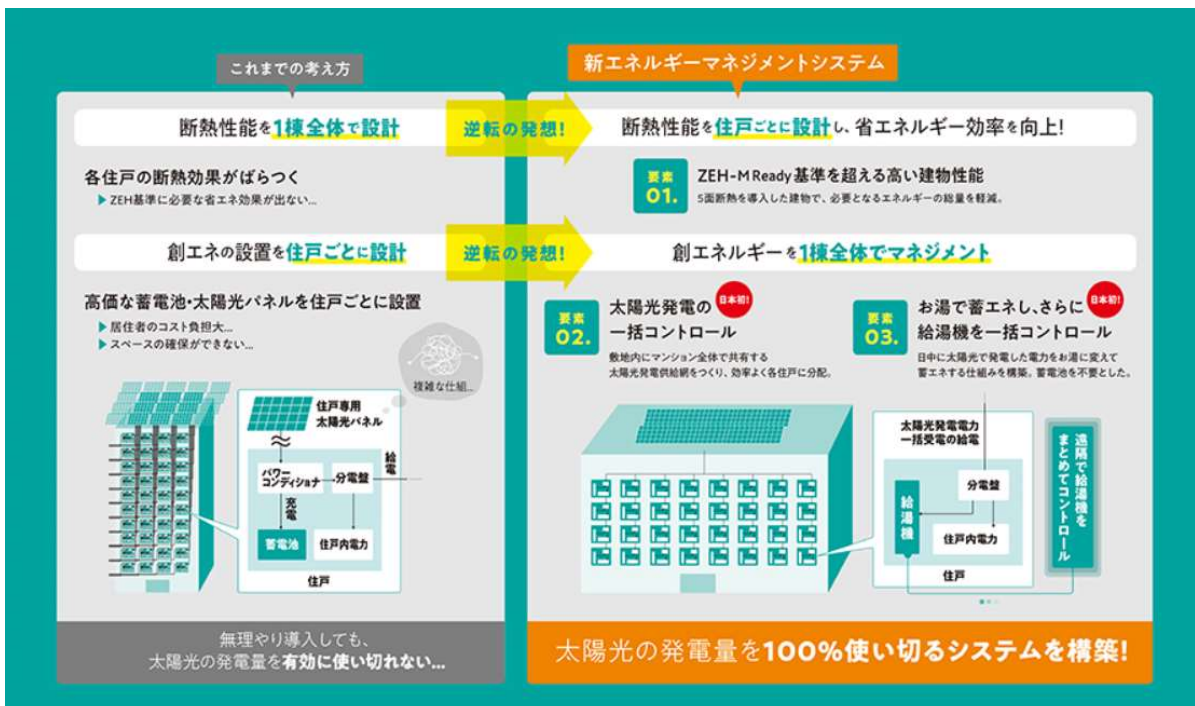 これまでの考え方
断熱性能を1棟全体で設計
各住戸の断熱効果がばらつく
▶ZEH基準に必要な省エネ効果が出ない…
創エネの設置を住戸ごとに設計
高価な蓄電池・太陽光パネルを住戸ごとに設置
▶居住者のコスト負担大…
▶スペースの確保ができない…
複雑な仕組…
住戸専用
太陽光パネル
パワー
コンディショナ
分電盤
給電
充電
蓄電池
住戸内電力
住戸
無理やり導入しても、
太陽光の発電量を有効に使い切れない…
逆転の発想!
逆転の発想!
新エネルギーマネジメントシステム
断熱性能を住戸ごとに設計し、省エネルギー効率を向上!
要素
01.
ZEH-M Ready基準を超える高い建物性能
5面断熱を導入した建物で、必要となるエネルギーの総量を軽減。
創エネルギーを1棟全体でマネジメント
要素
02.
太陽光発電の
一括コントロール
日本初!
敷地内にマンション全体で共有する
太陽光発電供給網をつくり、効率よく各住戸に分配。
要素
03.
お湯で蓄エネし、さらに
給湯機を一括コントロール
日本初!
日中に太陽光で発電した電力をお湯に変えて
蓄エネする仕組みを構築。蓄電池を不要とした。
太陽光発電電力
一括受電の給電
分電盤
給湯機
住戸内電力
住戸
遠隔で給湯機を
まとめてコントロール
太陽光の発電量を100%使い切るシステムを構築!